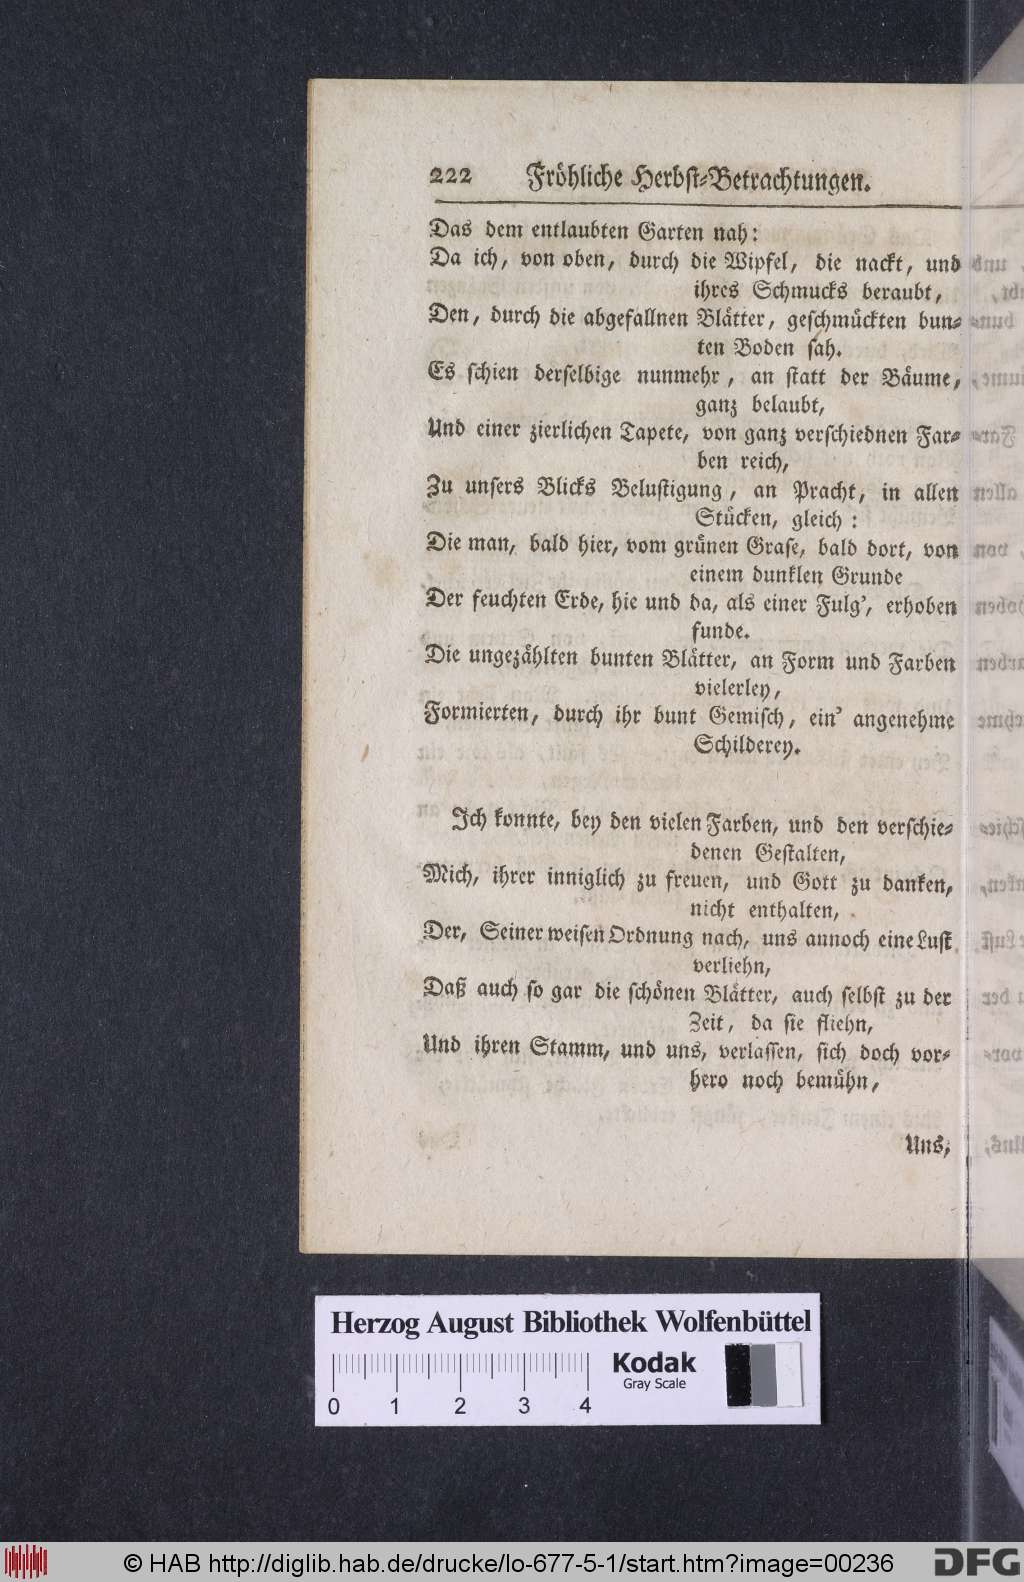 222 Fröhliche Herbst-Betrachtungen.
Das dem entlaubten Garten nah:
Da ich, von oben, durch die Wipfel, die nackt, und
ihres Schmucks beraubt,
Den, durch die abgefallnen Blätter, geschmückten bun-
ten Boden sah.
Es schien derselbige nunmehr, an statt der Bäume,
ganz belaubt,
Und einer zierlichen Tapete, von ganz verschiednen Far-
ben reich,
Zu unsers Blicks Belustigung, an Pracht, in allen
Stücken, gleich:
Die man, bald hier, vom grünen Grase, bald dort, von
einem dunklen Grunde
Der feuchten Erde, hie und da, als einer Fulg', erhoben
funde.
Die ungezählten bunten Blätter, an Form und Farben
vielerley,
Formierten, durch ihr bunt Gemisch, ein' angenehme
Schilderey.
Ich konnte, bey den vielen Farben, und den verschie-
denen Gestalten,
Mich, ihrer inniglich zu freuen, und Gott zu danken,
nicht enthalten,
Der, Seiner weisen Ordnung nach, uns annoch eine Lust
verliehn,
Daß auch so gar die schönen Blätter, auch selbst zu der
Zeit, da sie fliehn,
Und ihren Stamm, und uns, verlassen, sich doch vor-
hero noch bemühn,
Uns,
Herzog August Bibliothek Wolfenbüttel
Kodak
Gray Scale
0 1 2 3 4
© HAB http://diglib.hab.de/drucke/lo-677-5-1/start.htm?image=00236
DFG